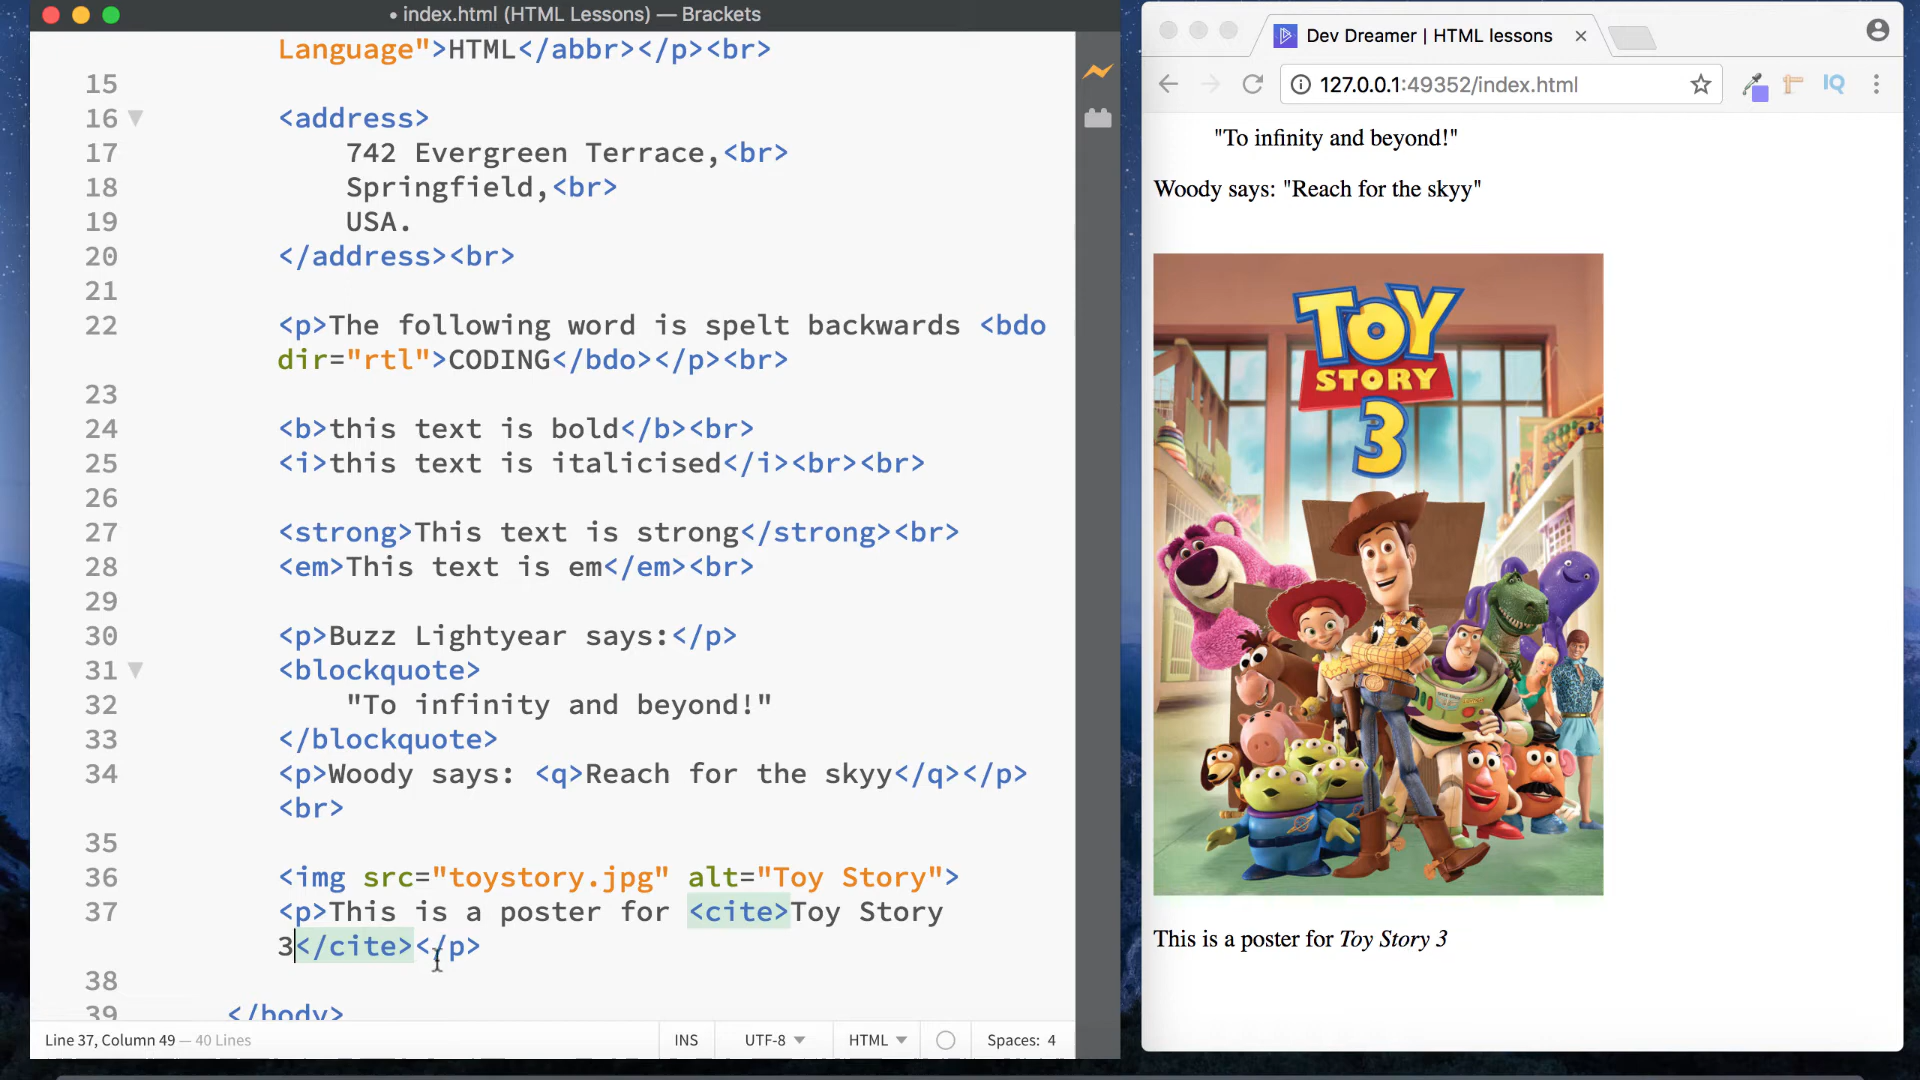 • index.html (HTML Lessons) — Brackets
Language">HTML</abbr></p><br>
15
16 <address>
17 742 Evergreen Terrace,<br>
18 Springfield,<br>
19 USA.
20 </address><br>
21
22 <p>The following word is spelt backwards <bdo
dir="rtl">CODING</bdo></p><br>
23
24 <b>this text is bold</b><br>
25 <i>this text is italicised</i><br><br>
26
27 <strong>This text is strong</strong><br>
28 <em>This text is em</em><br>
29
30 <p>Buzz Lightyear says:</p>
31 <blockquote>
32 "To infinity and beyond!"
33 </blockquote>
34 <p>Woody says: <q>Reach for the skyy</q></p>
<br>
35
36 <img src="toystory.jpg" alt="Toy Story">
37 <p>This is a poster for <cite>Toy Story
3</cite></p>
38
39 </body>
Line 37, Column 49 — 40 Lines
INS UTF-8 HTML Spaces: 4
Dev Dreamer | HTML lessons
127.0.0.1:49352/index.html
IQ
"To infinity and beyond!"
Woody says: "Reach for the skyy"
TOY
STORY
3
This is a poster for Toy Story 3